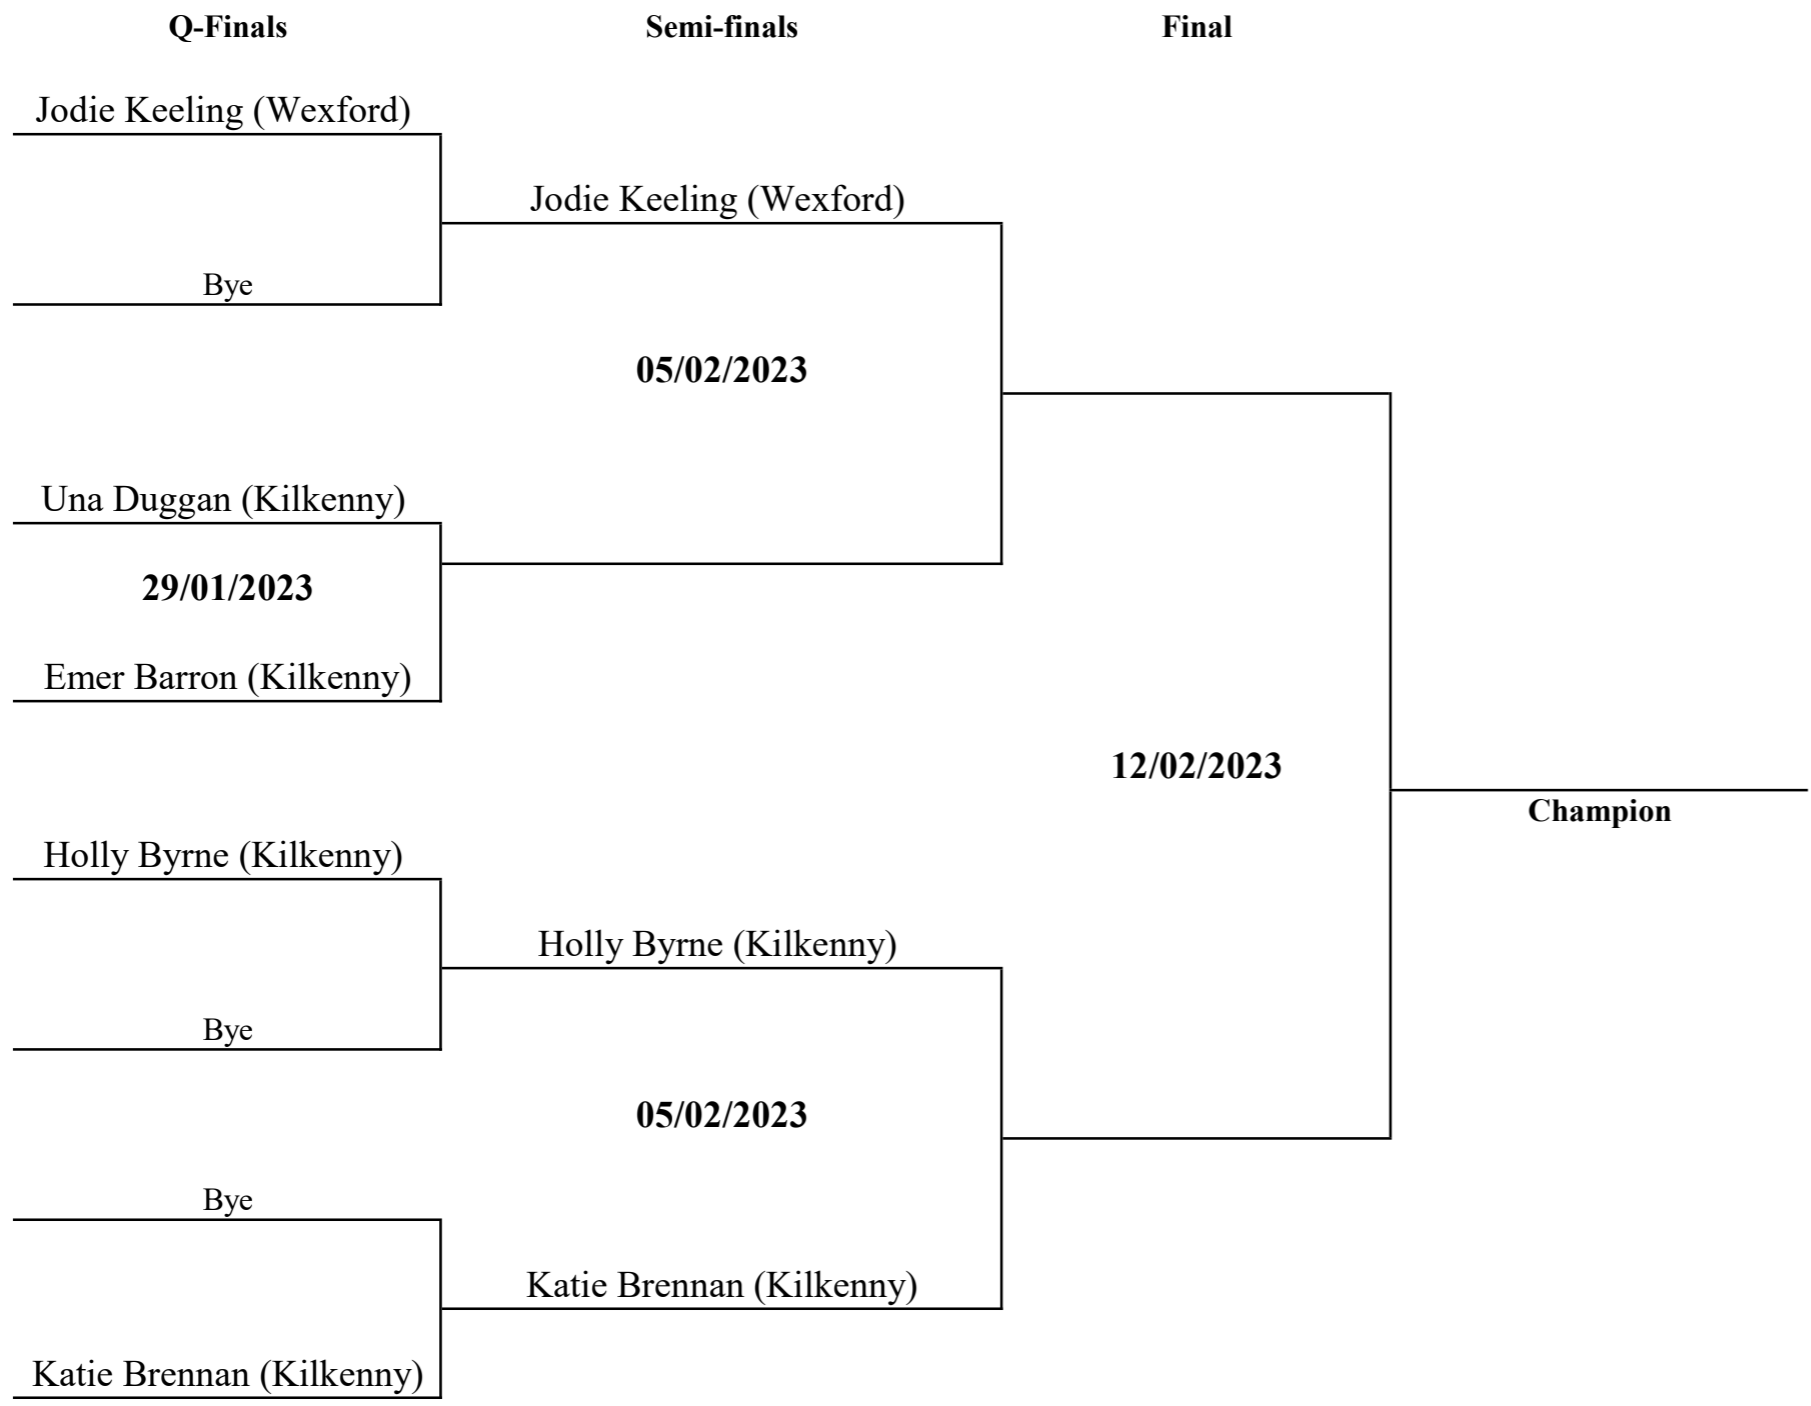 Q-Finals Semi-finals Final
Jodie Keeling (Wexford)
Jodie Keeling (Wexford)
Bye
05/02/2023
Una Duggan (Kilkenny)
29/01/2023
Emer Barron (Kilkenny)
12/02/2023
Champion
Holly Byrne (Kilkenny)
Holly Byrne (Kilkenny)
Bye
05/02/2023
Bye
Katie Brennan (Kilkenny)
Katie Brennan (Kilkenny)